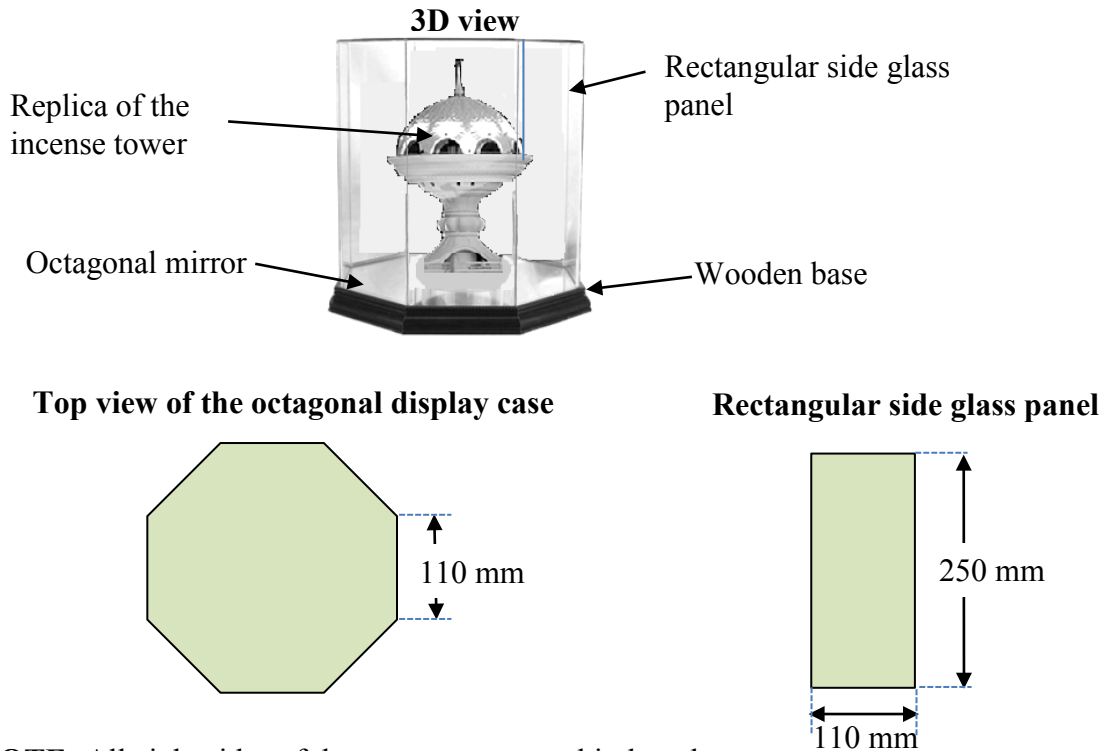 3D view
Rectangular side glass
panel
Replica of the
incense tower
Octagonal mirror
Wooden base
Top view of the octagonal display case
Rectangular side glass panel
110 mm
250 mm
110 mm